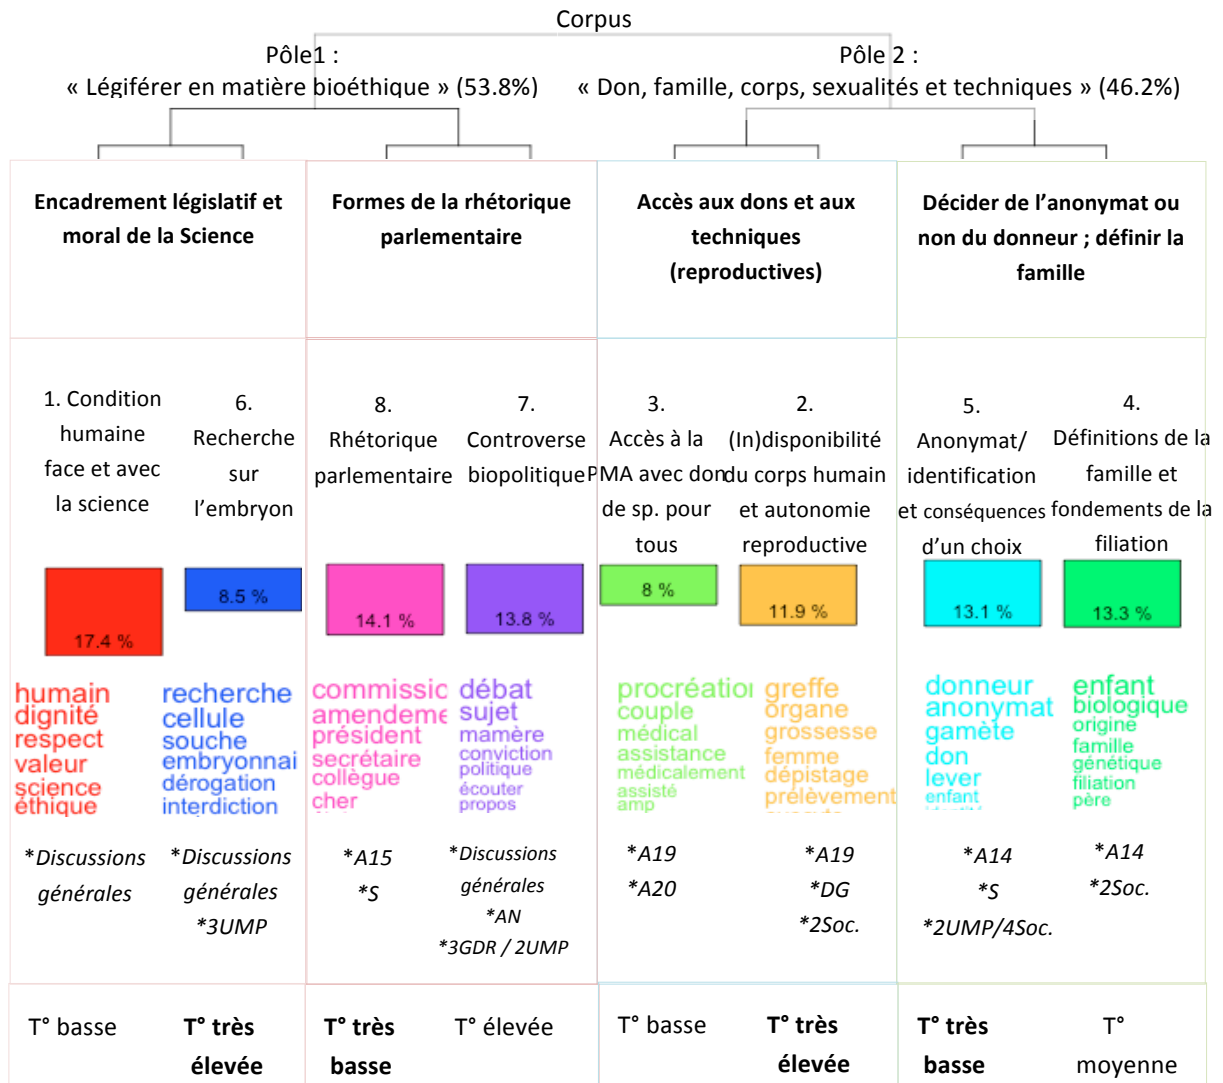 Corpus
Pôle1 :
« Légiférer en matière bioéthique » (53.8%)
Pôle 2 :
« Don, famille, corps, sexualités et techniques » (46.2%)
Encadrement législatif et
moral de la Science
Formes de la rhétorique
parlementaire
Accès aux dons et aux
techniques
(reproductives)
Décider de l’anonymat ou
non du donneur ; définir la
famille
1. Condition
humaine
face et avec
la science
6.
Recherche
sur
l’embryon
8.
Rhétorique
parlementaire
7.
Controverse
biopolitique
3.
Accès à la
PMA avec don
de sp. pour
tous
2.
(In)disponibilité
du corps humain
et autonomie
reproductive
5.
Anonymat/
identification
et conséquences
d’un choix
4.
Définitions de la
famille et
fondements de la
filiation
17.4 %
8.5 %
14.1 %
13.8 %
8 %
11.9 %
13.1 %
13.3 %
humain
dignité
respect
valeur
science
éthique
recherche
cellule
souche
embryonnai
dérogation
interdiction
commissic
amendeme
président
secrétaire
collègue
cher
débat
sujet
mamère
conviction
politique
écouter
propos
procréation
couple
médical
assistance
médicalement
assisté
amp
greffe
organe
grossesse
femme
dépistage
prélèvement
donneur
anonymat
gamète
don
lever
enfant
enfant
biologique
origine
famille
génétique
filiation
père
*Discussions
générales
*Discussions
générales
*3UMP
*A15
*S
*Discussions
générales
*AN
*3GDR / 2UMP
*A19
*A20
*A19
*DG
*2Soc.
*A14
*S
*2UMP/4Soc.
*A14
*2Soc.
T° basse
T° très
élevée
T° très
basse
T° élevée
T° basse
T° très
élevée
T° très
basse
T°
moyenne